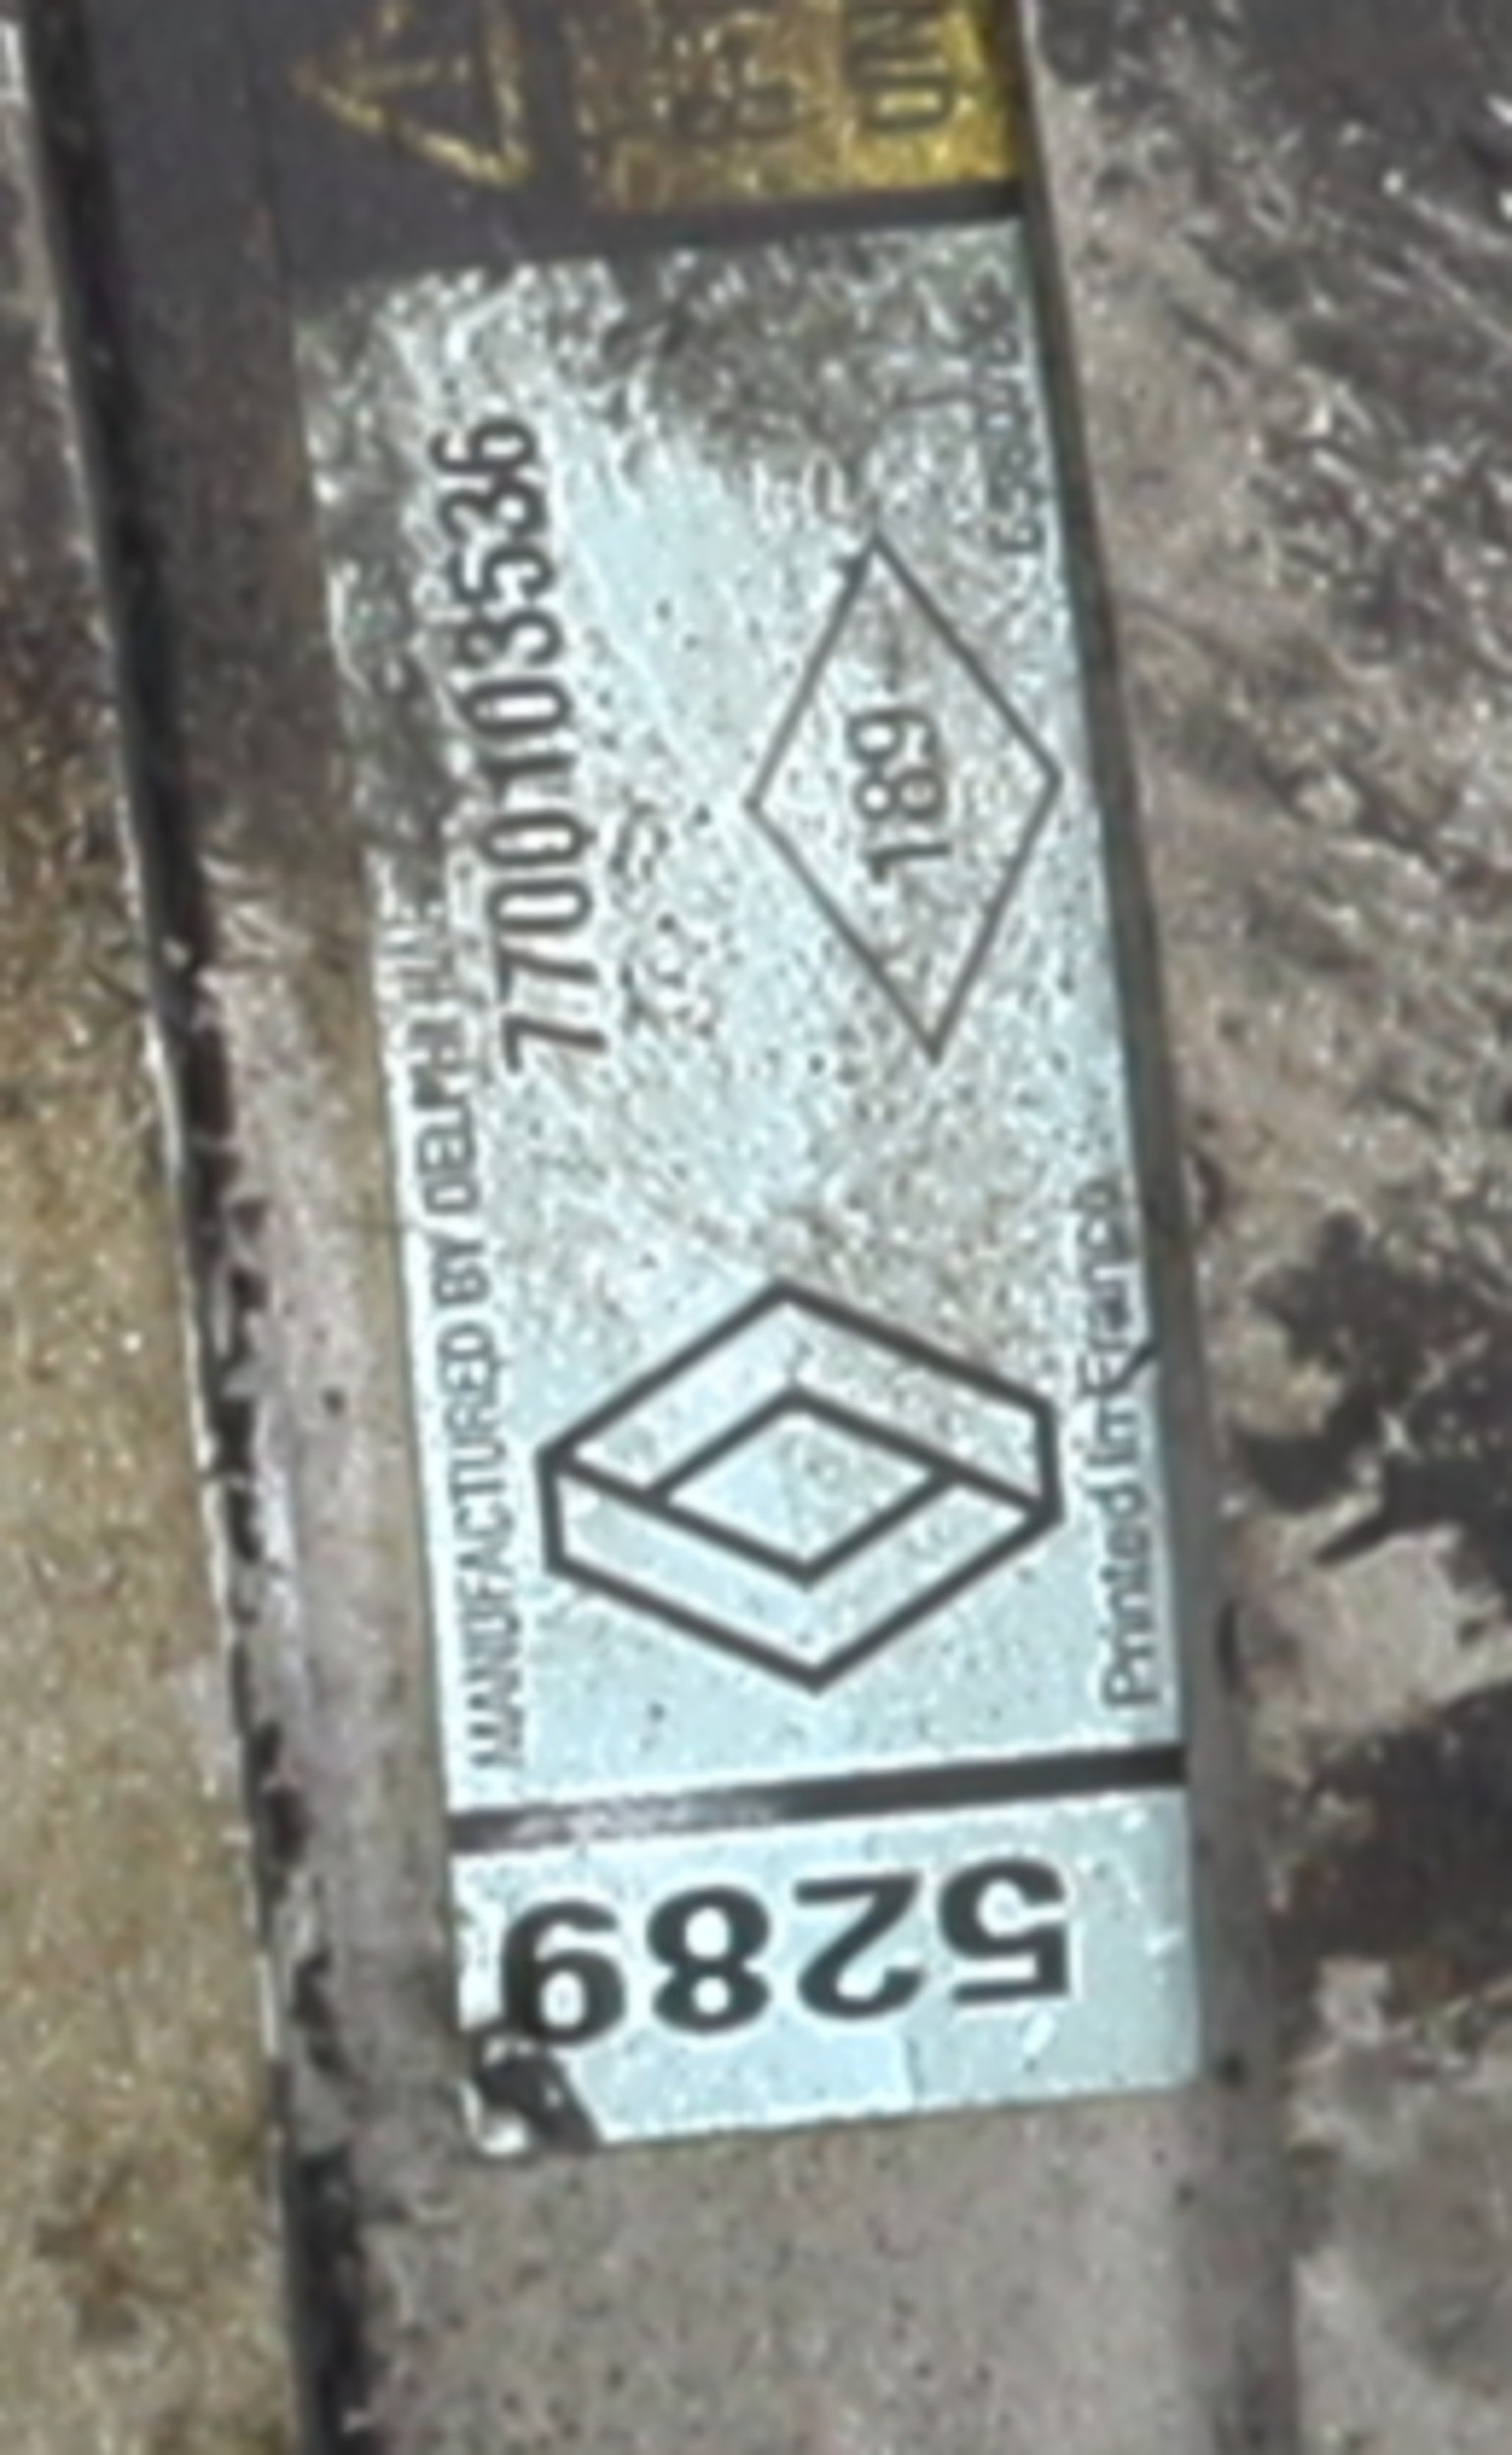 MANUFACTURED BY DELPHI
7700103536
189
Printed in France
5289